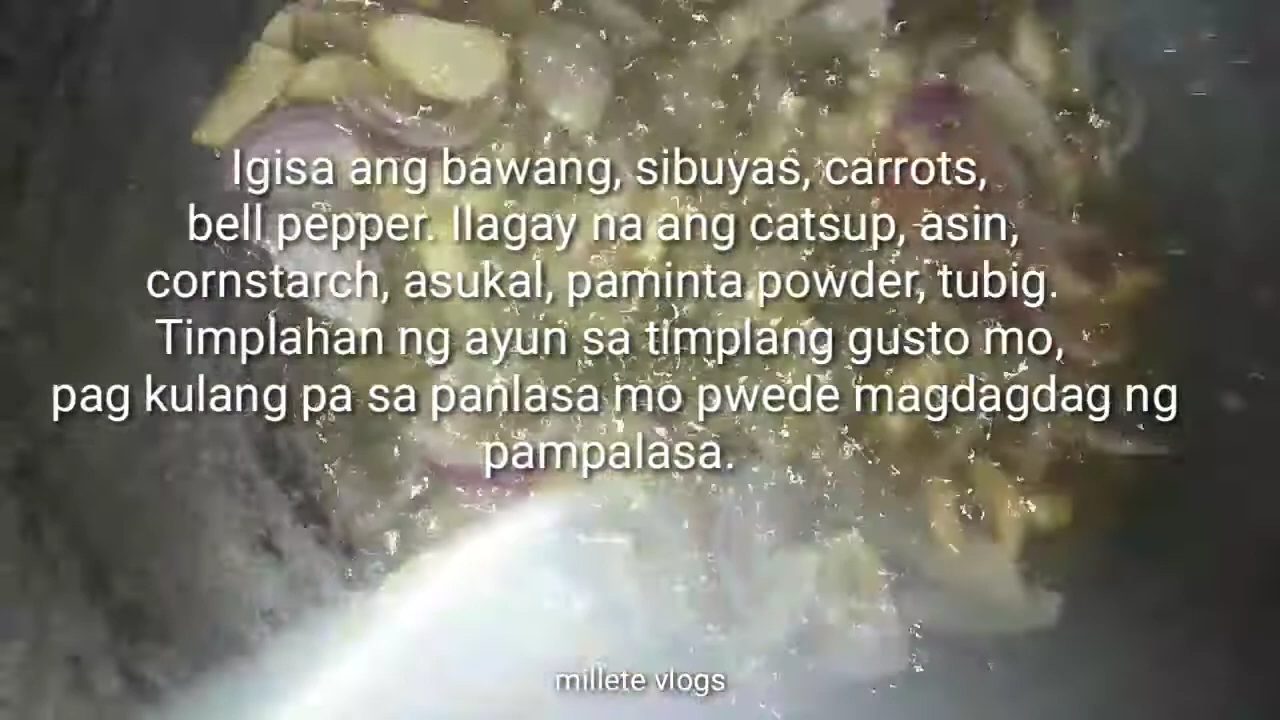 Igisa ang bawang, sibuyas, carrots,
bell pepper. Ilagay na ang catsup, asin,
cornstarch, asukal, paminta powder, tubig.
Timplahan ng ayun sa timplang gusto mo,
pag kulang pa sa panlasa mo pwede magdagdag ng
pampalasa.
millete vlogs